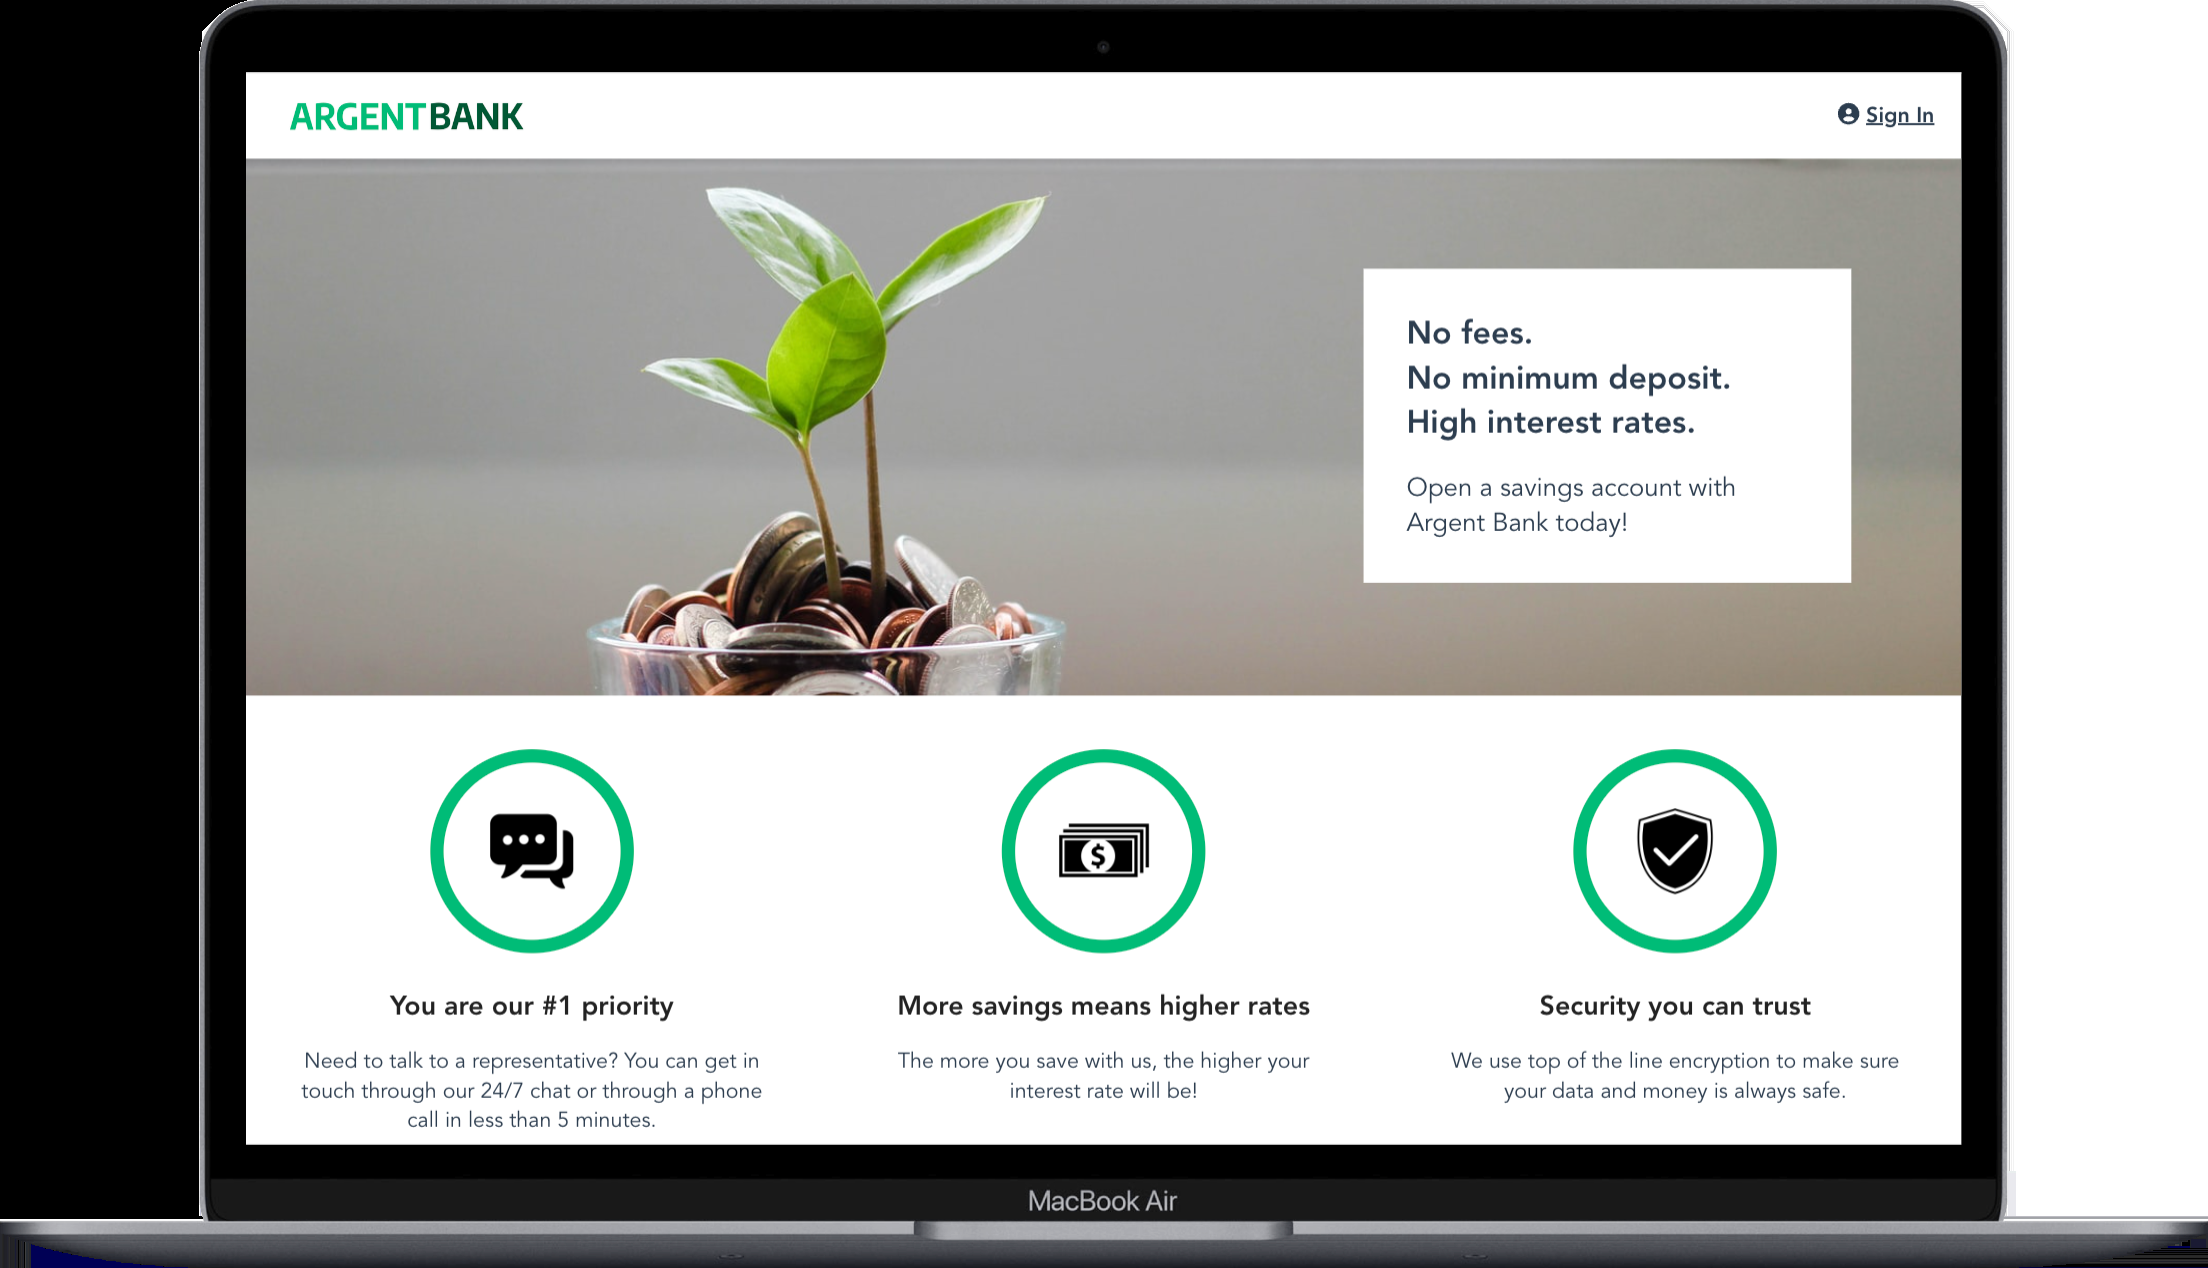 ARGENTBANK
Sign In
No fees.
No minimum deposit.
High interest rates.
Open a savings account with
Argent Bank today!
$
You are our #1 priority
Need to talk to a representative? You can get in
touch through our 24/7 chat or through a phone
call in less than 5 minutes.
More savings means higher rates
The more you save with us, the higher your
interest rate will be!
Security you can trust
We use top of the line encryption to make sure
your data and money is always safe.
MacBook Air